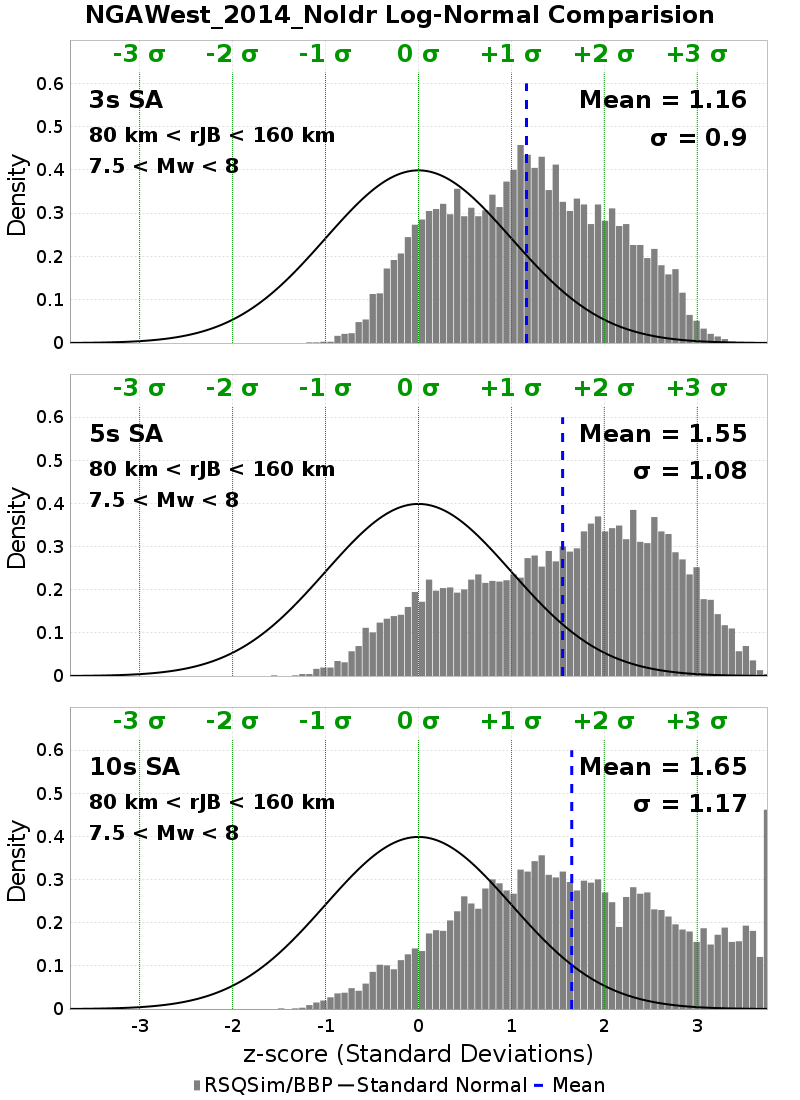 NGAWest_2014_NoIdr Log-Normal Comparision
-3 σ -2 σ -1 σ 0 σ +1 σ +2 σ +3 σ
3s SA
Mean = 1.16
80 km < rJB < 160 km
σ = 0.9
7.5 < Mw < 8
Density
0.6
0.5
0.4
0.3
0.2
0.1
0
-3 σ -2 σ -1 σ 0 σ +1 σ +2 σ +3 σ
5s SA
Mean = 1.55
80 km < rJB < 160 km
σ = 1.08
7.5 < Mw < 8
Density
0.6
0.5
0.4
0.3
0.2
0.1
0
-3 σ -2 σ -1 σ 0 σ +1 σ +2 σ +3 σ
10s SA
Mean = 1.65
80 km < rJB < 160 km
σ = 1.17
7.5 < Mw < 8
Density
0.6
0.5
0.4
0.3
0.2
0.1
0
-3 -2 -1 0 1 2 3
z-score (Standard Deviations)
RSQSim/BBP Standard Normal Mean